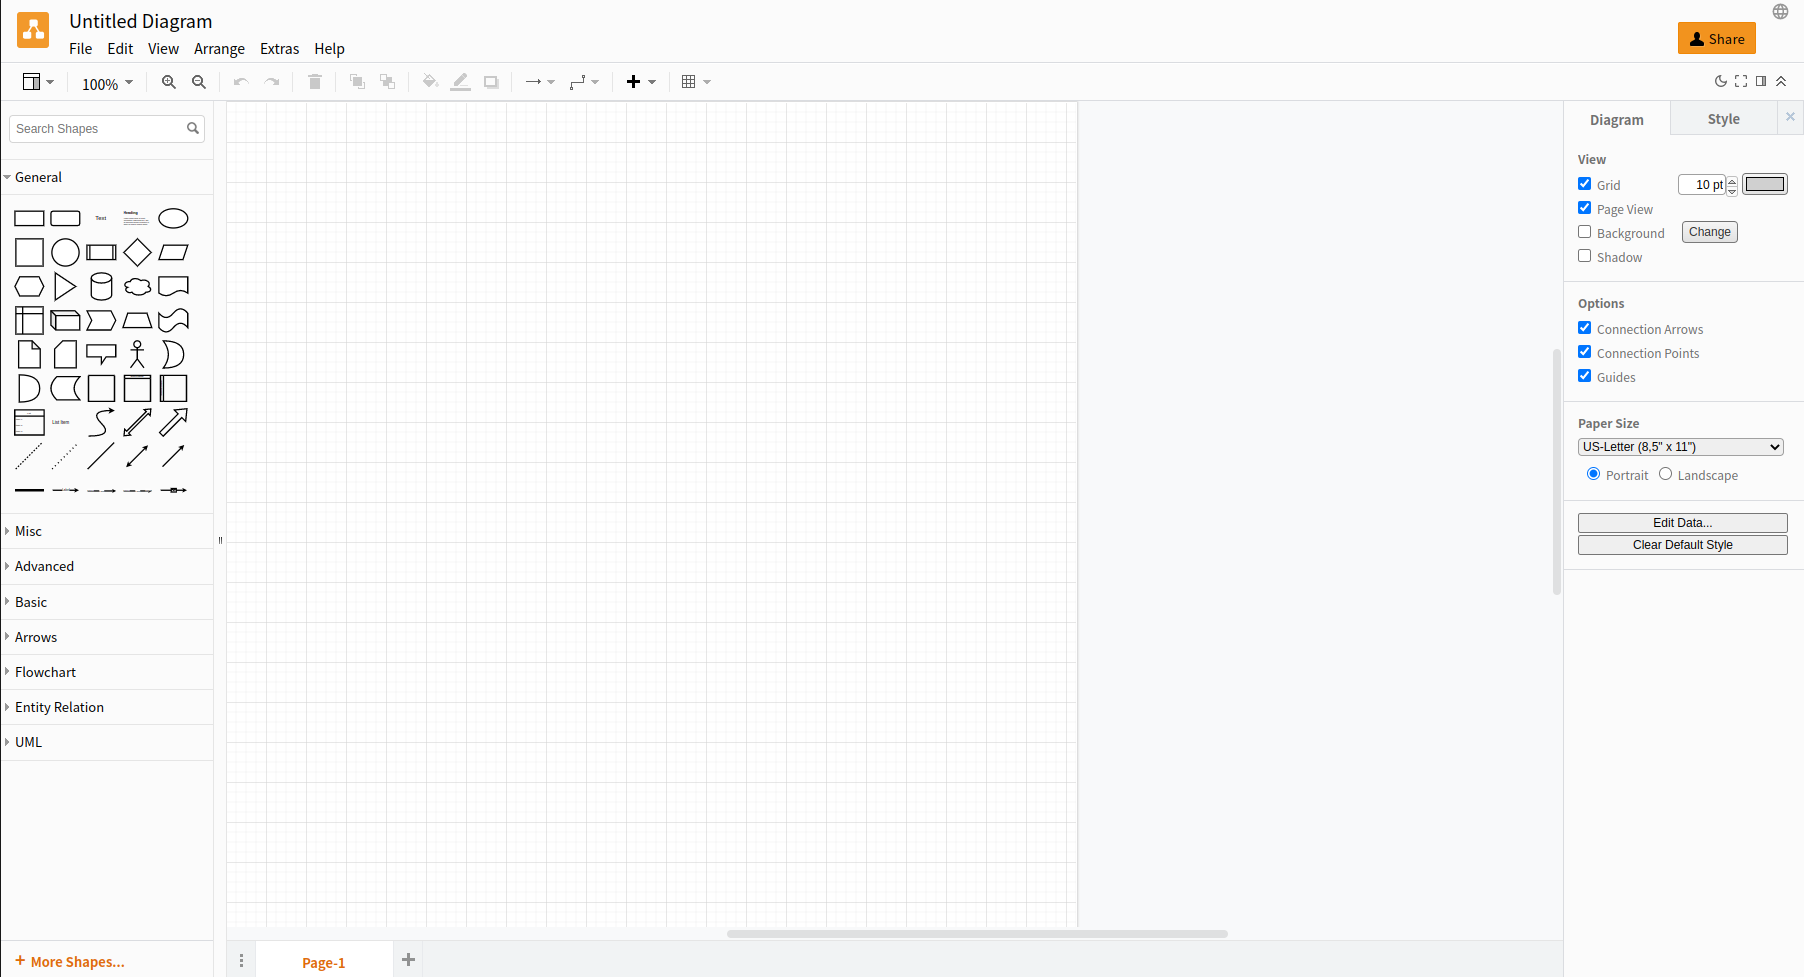 Untitled Diagram
File Edit View Arrange Extras Help
Share
100%
Search Shapes
General
Text
Heading
List Item
Misc
Advanced
Basic
Arrows
Flowchart
Entity Relation
UML
+ More Shapes...
Page-1
Diagram Style
View
Grid 10 pt
Page View
Background Change
Shadow
Options
Connection Arrows
Connection Points
Guides
Paper Size
US-Letter (8,5" x 11")
Portrait Landscape
Edit Data...
Clear Default Style